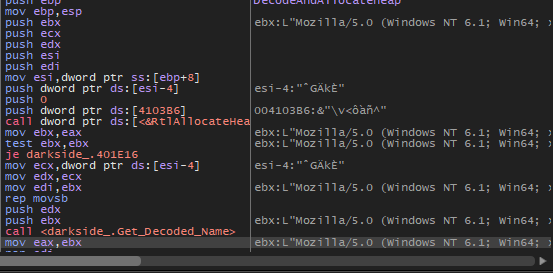 push ebp DecodeAndAllocateHeap
mov ebp,esp
push ebx ebx:L"Mozilla/5.0 (Windows NT 6.1; Win64; x
push ecx
push edx
push esi
push edi
mov esi,dword ptr ss:[ebp+8]
push dword ptr ds:[esi-4] esi-4:"ˆGÄkÈ"
push 0
push dword ptr ds:[4103B6] 004103B6:&"\v<ôàñ^"
call dword ptr ds:[<&RtlAllocateHea
mov ebx,eax ebx:L"Mozilla/5.0 (Windows NT 6.1; Win64; x
test ebx,ebx ebx:L"Mozilla/5.0 (Windows NT 6.1; Win64; x
je darkside_.401E16
mov ecx,dword ptr ds:[esi-4] esi-4:"ˆGÄkÈ"
mov edx,ecx
mov edi,ebx ebx:L"Mozilla/5.0 (Windows NT 6.1; Win64; x
rep movsb
push edx
push ebx ebx:L"Mozilla/5.0 (Windows NT 6.1; Win64; x
call <darkside_.Get_Decoded_Name>
mov eax,ebx ebx:L"Mozilla/5.0 (Windows NT 6.1; Win64; x
pop edi